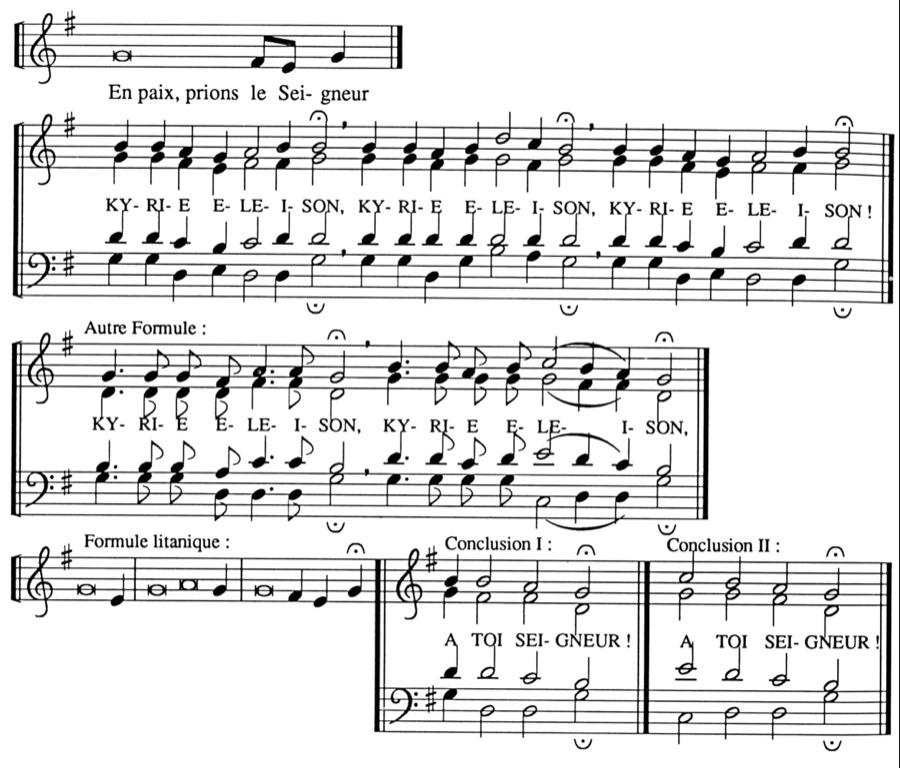 En paix, prions le Sei- gneur
KY- RI- E E- LE- I- SON, KY- RI- E E- LE- I- SON, KY- RI- E E- LE- I- SON !
Autre Formule :
KY- RI- E E- LE- I- SON, KY- RI- E E- LE- I- SON,
Formule litanique :
Conclusion I :
Conclusion II :
A TOI SEI- GNEUR !
A TOI SEI- GNEUR !